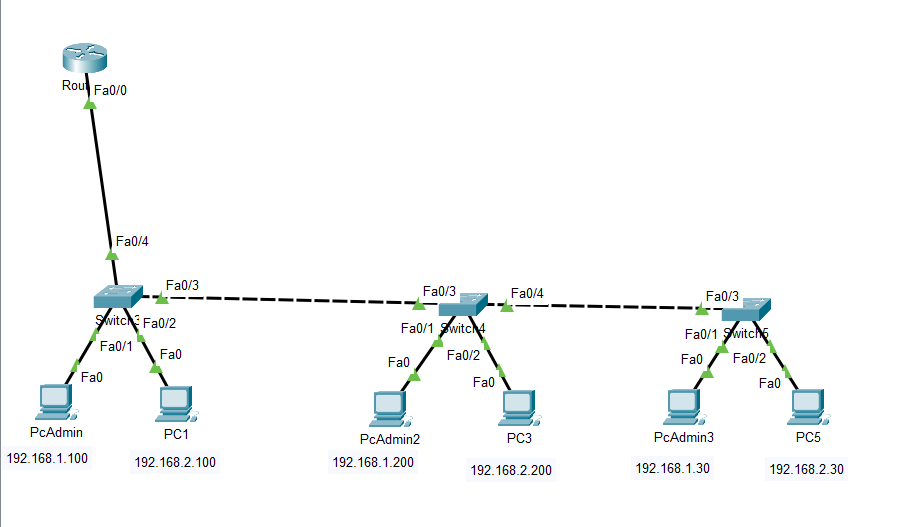 Fa0/0
Fa0/4
Fa0/3
Fa0/2
Fa0/1
Fa0
Fa0
PcAdmin
PC1
192.168.1.100
192.168.2.100
Fa0/3
Fa0/4
Fa0/1
Switch4
Fa0/2
Fa0
Fa0
PcAdmin2
PC3
192.168.1.200
192.168.2.200
Fa0/3
Fa0/1
Switch5
Fa0/2
Fa0
Fa0
PcAdmin3
PC5
192.168.1.30
192.168.2.30